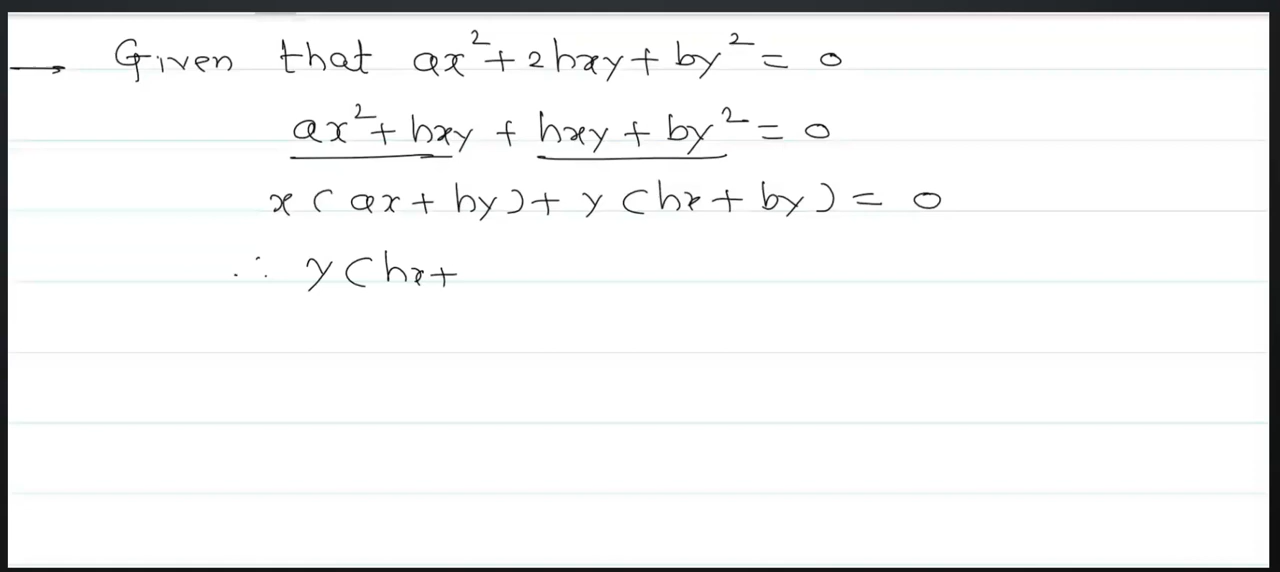 → Given that ax²+2hxy+by²=0
ax²+hxy+hxy+by²=0
x(ax+hy)+y(hx+by)=0
∴ y(hx+